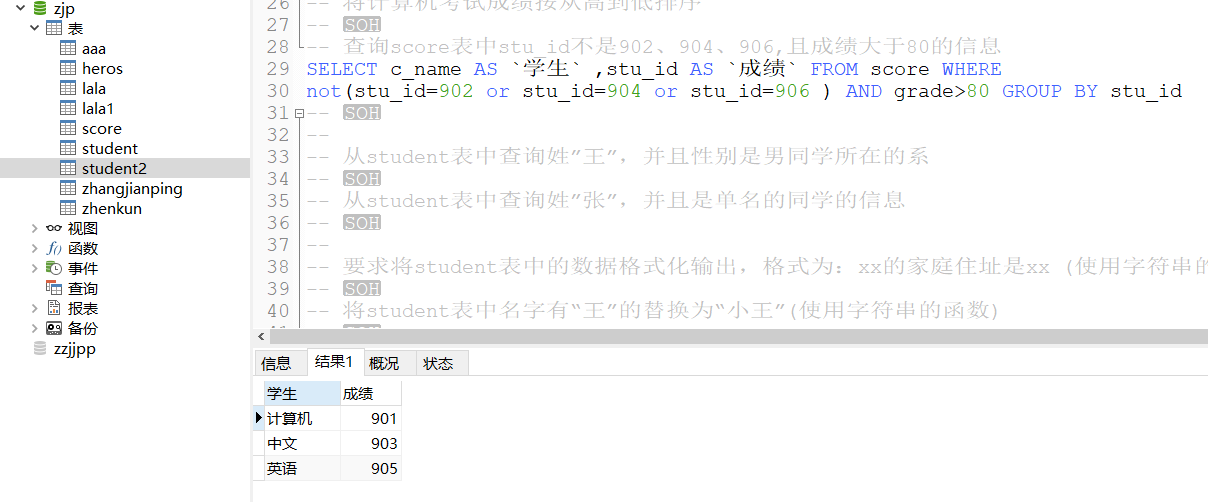 zjp
表
aaa
heros
lala
lala1
score
student
student2
zhangjianping
zhenkun
视图
函数
事件
查询
报表
备份
zzjjpp
26 -- 将计算机考试成绩按从高到低排序
27 -- SOH
28 -- 查询score表中stu_id不是902、904、906,且成绩大于80的信息
29 SELECT c_name AS `学生` ,stu_id AS `成绩` FROM score WHERE
30 not(stu_id=902 or stu_id=904 or stu_id=906 ) AND grade>80 GROUP BY stu_id
31 -- SOH
32 --
33 -- 从student表中查询姓”王”，并且性别是男同学所在的系
34 -- SOH
35 -- 从student表中查询姓”张”，并且是单名的同学的信息
36 -- SOH
37 --
38 -- 要求将student表中的数据格式化输出，格式为：xx的家庭住址是xx (使用字符串的
39 -- SOH
40 -- 将student表中名字有“王”的替换为“小王”(使用字符串的函数)
信息 结果1 概况 状态
学生 成绩
计算机 901
中文 903
英语 905